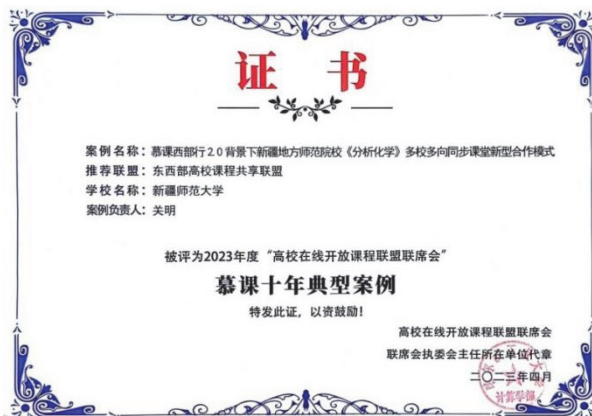 证 书
案例名称：慕课西部行2.0背景下新疆地方师范院校《分析化学》多校多向同步课堂新型合作模式
推荐联盟：东西部高校课程共享联盟
学校名称：新疆师范大学
案例负责人：关明
被评为2023年度“高校在线开放课程联盟联席会”
慕课十年典型案例
特发此证，以资鼓励！
高校在线开放课程联盟联席会
联席会执委会主任所在单位代章
二〇二三年四月